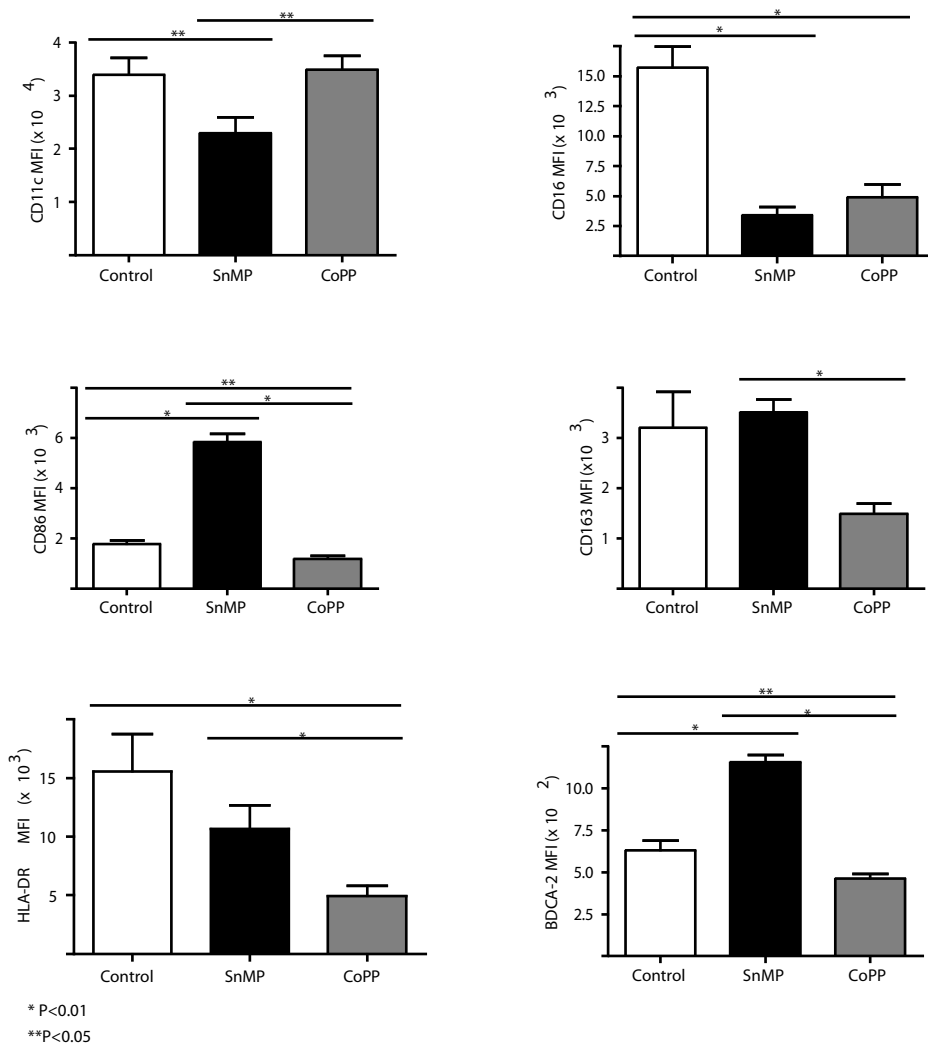 **
**
4
3
2
1
CD11c MFI (x 10 4)
Control SnMP CoPP
*
*
15.0
12.5
10.0
5.0
2.5
CD16 MFI (x 10 3)
Control SnMP CoPP
**
*
*
6
4
2
CD86 MFI (x 10 3)
Control SnMP CoPP
*
3
2
1
CD163 MFI (x10 3)
Control SnMP CoPP
*
*
15
10
5
HLA-DR MFI (x 10 3)
Control SnMP CoPP
**
*
*
10.0
7.5
5.0
2.5
BDCA-2 MFI (x 10 2)
Control SnMP CoPP
* P<0.01
**P<0.05